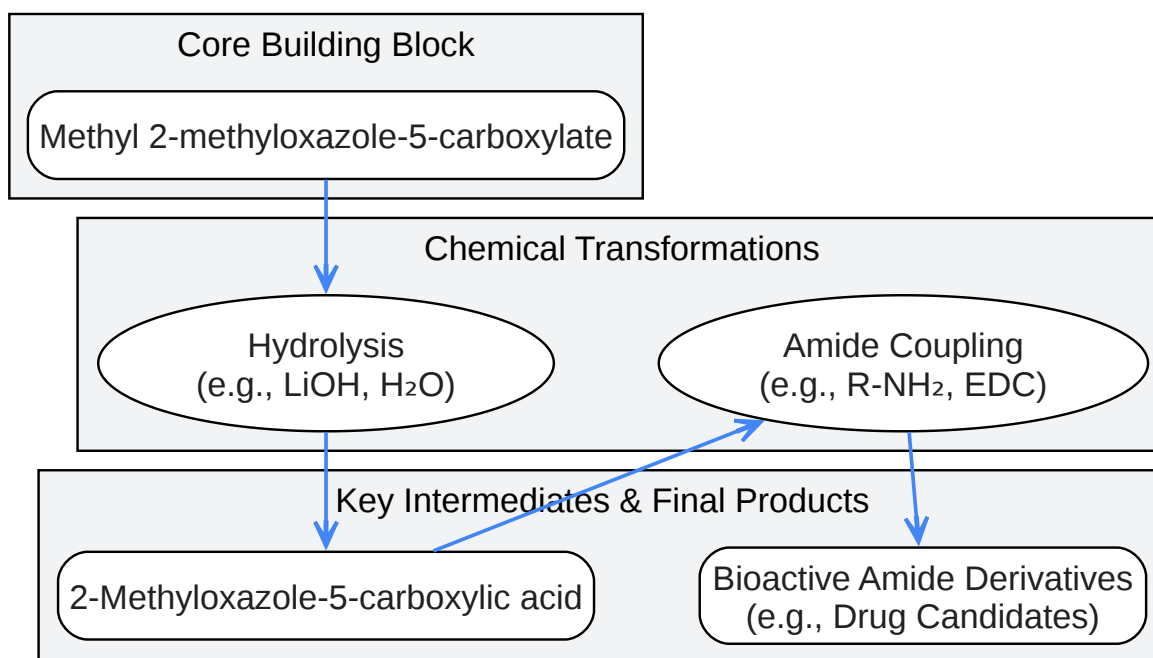 Core Building Block
Methyl 2-methyloxazole-5-carboxylate
Chemical Transformations
Hydrolysis
(e.g., LiOH, H₂O)
Amide Coupling
(e.g., R-NH₂, EDC)
Key Intermediates & Final Products
2-Methyloxazole-5-carboxylic acid
Bioactive Amide Derivatives
(e.g., Drug Candidates)